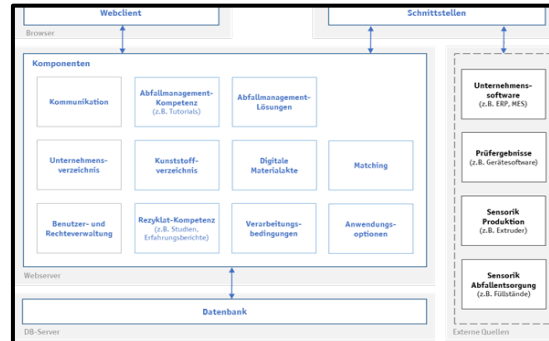 Webclient
Schnittstellen
Browser
Komponenten
Kommunikation
Abfallmanagement-
Kompetenz
(z.B. Tutorials)
Abfallmanagement-
Lösungen
Unternehmens-
verzeichnis
Kunststoff-
verzeichnis
Digitale
Materialakte
Matching
Benutzer- und
Rechteverwaltung
Rezyklat-Kompetenz
(z.B. Studien,
Erfahrungsberichte)
Verarbeitungs-
bedingungen
Anwendungs-
optionen
Webserver
Datenbank
DB-Server
Unternehmens-
software
(z.B. ERP, MES)
Prüfergebnisse
(z.B. Gerätesoftware)
Sensorik
Produktion
(z.B. Extruder)
Sensorik
Abfallentsorgung
(z.B. Füllstände)
Externe Quellen